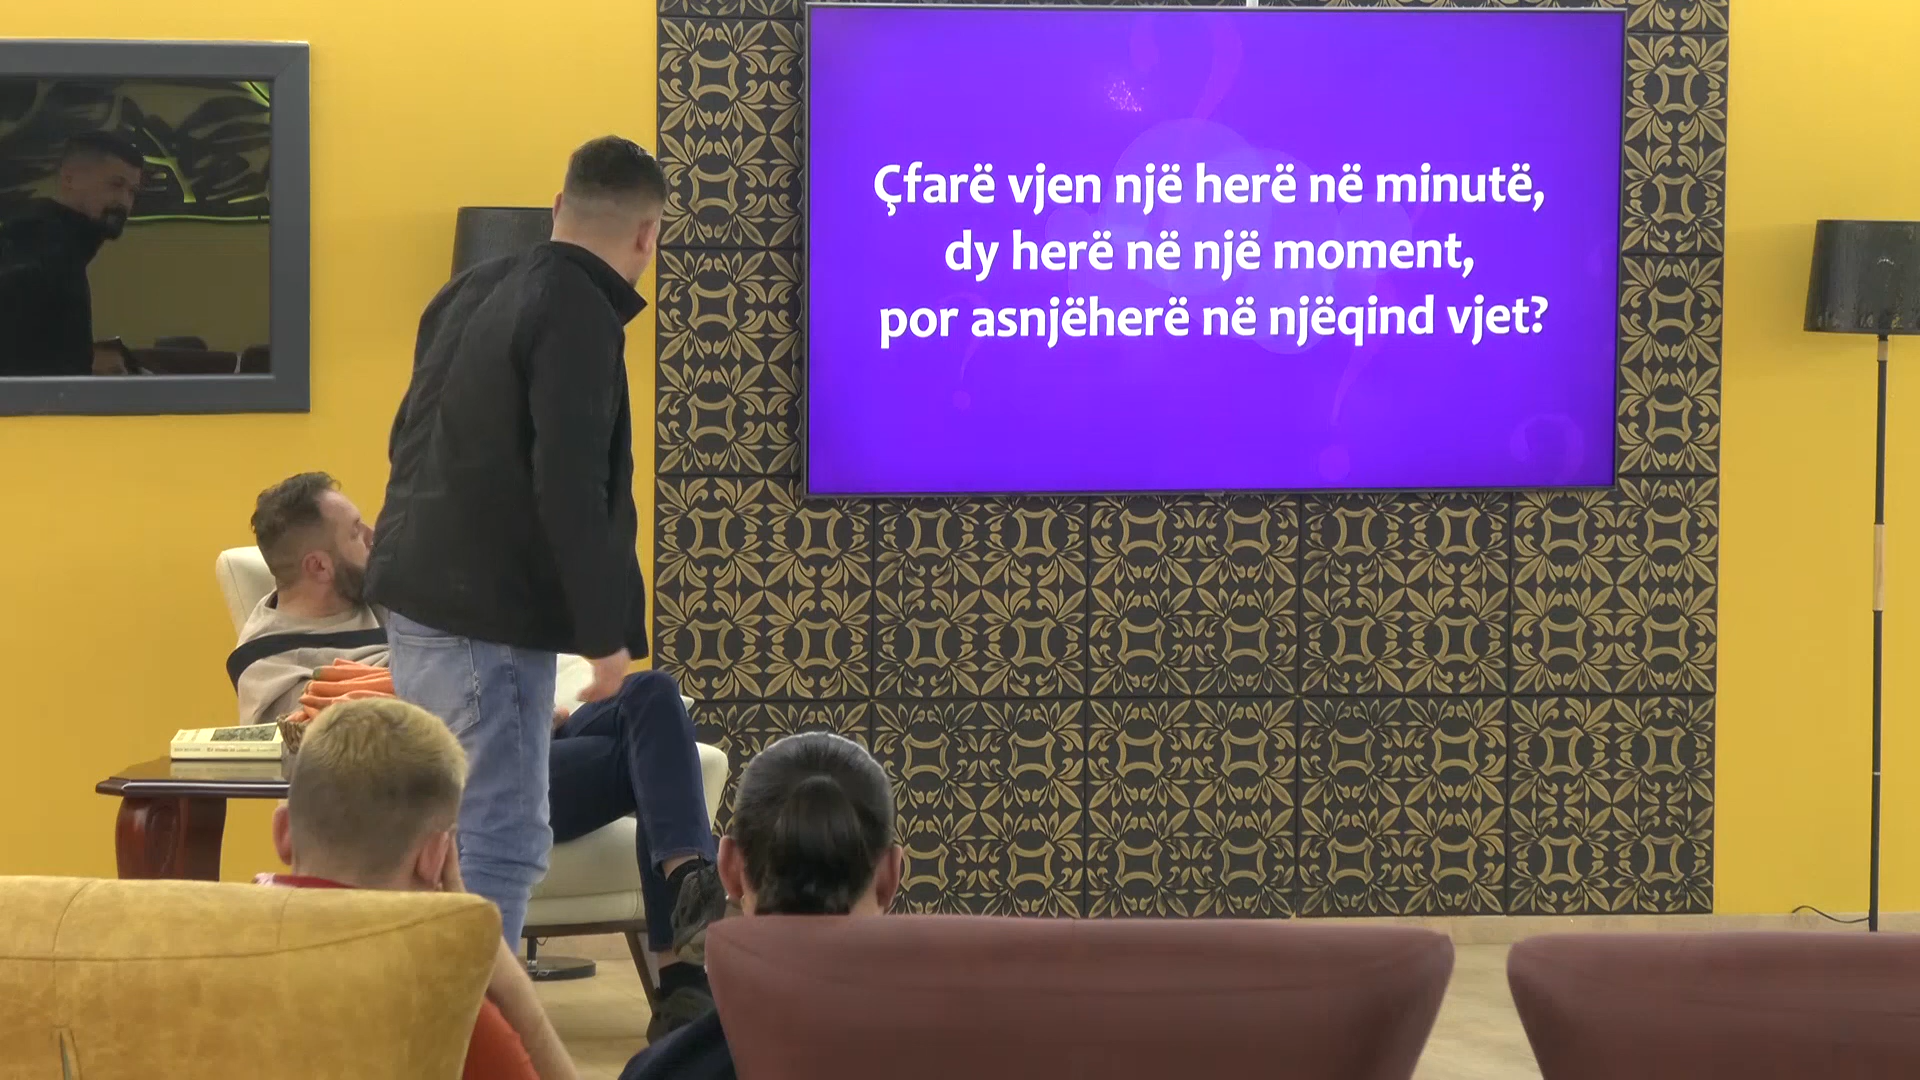 Çfarë vjen një herë në minutë,
dy herë në një moment,
por asnjëherë në njëqind vjet?